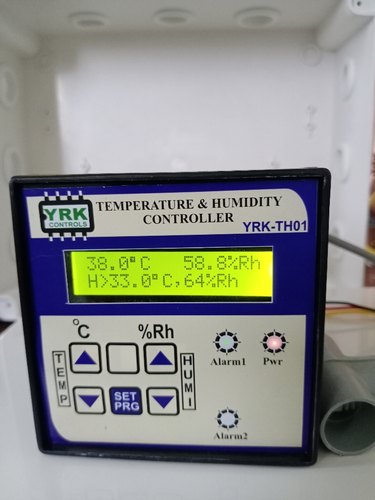 YRK
CONTROLS
TEMPERATURE & HUMIDITY
CONTROLLER
YRK-TH01
38.0°C 58.8%Rh
H>33.0°C,64%Rh
°C
%Rh
TEMP
HUMI
SET
PRG
Alarm1
Pwr
Alarm2